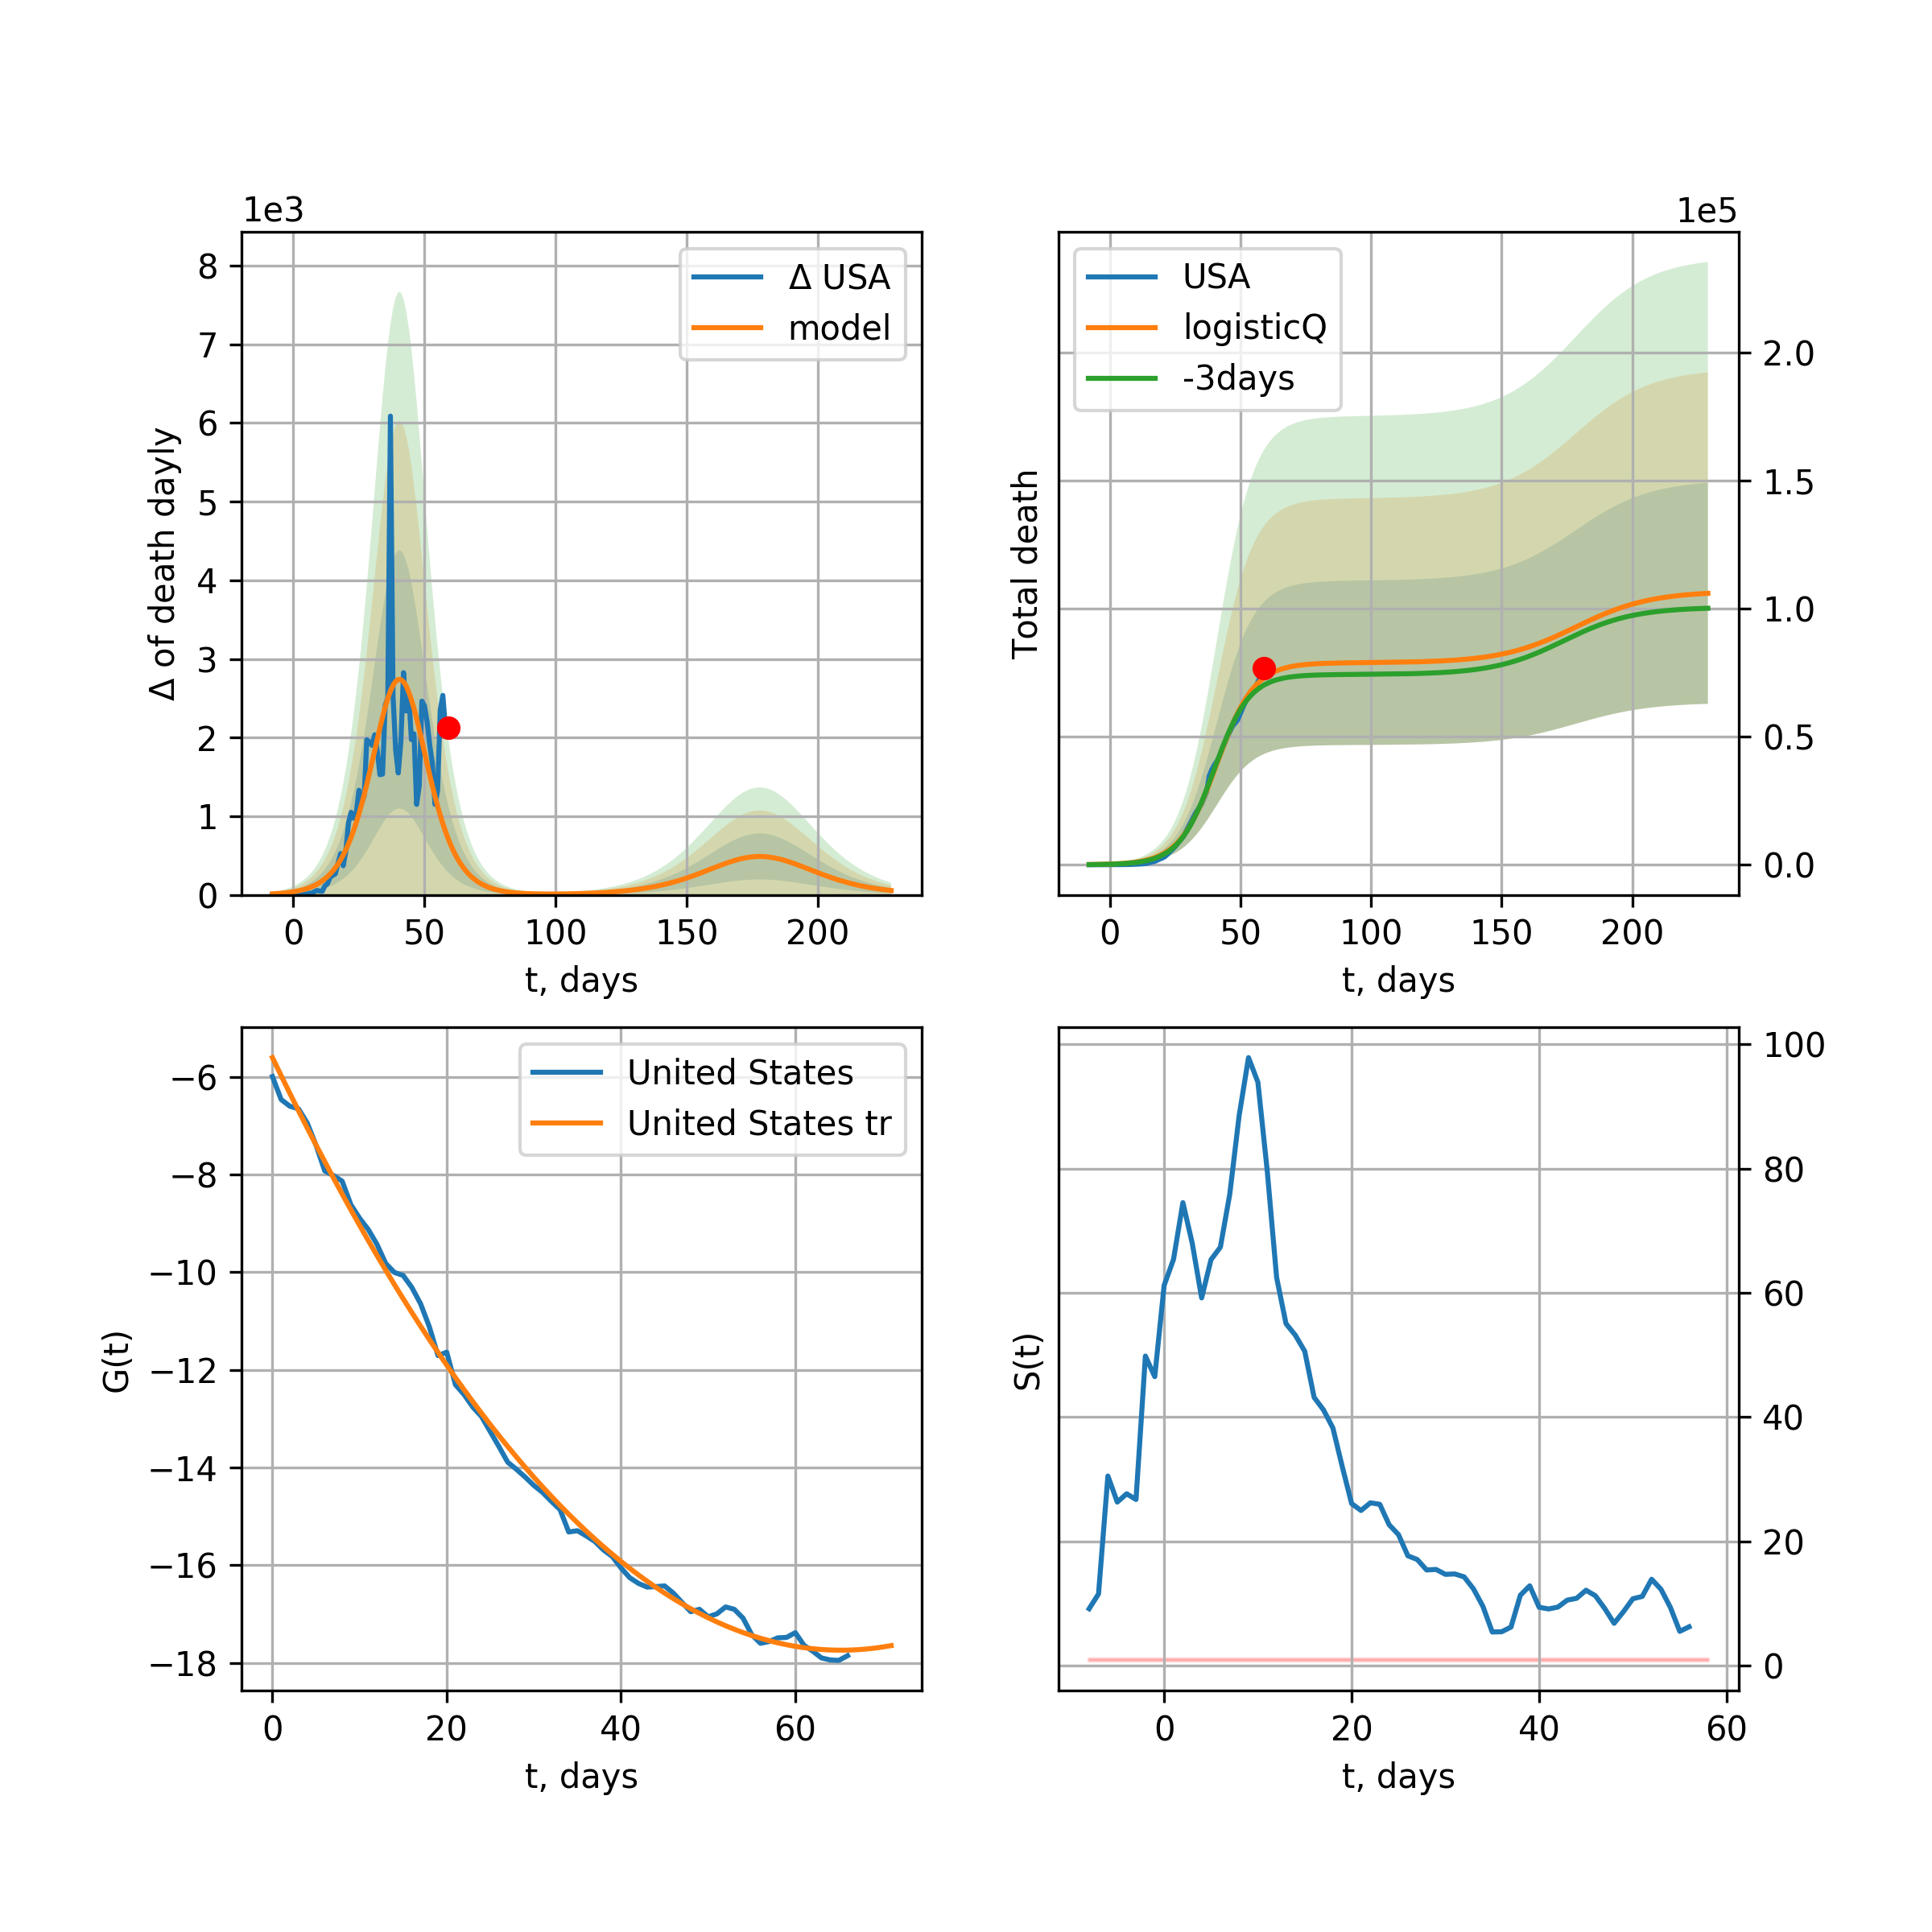 1e3
Δ of death dayly
8
7
6
5
4
3
2
1
0
Δ USA
model
0 50 100 150 200
t, days
1e5
Total death
USA
logisticQ
-3days
2.0
1.5
1.0
0.5
0.0
0 50 100 150 200
t, days
G(t)
−6
−8
−10
−12
−14
−16
−18
United States
United States tr
0 20 40 60
t, days
S(t)
100
80
60
40
20
0
0 20 40 60
t, days